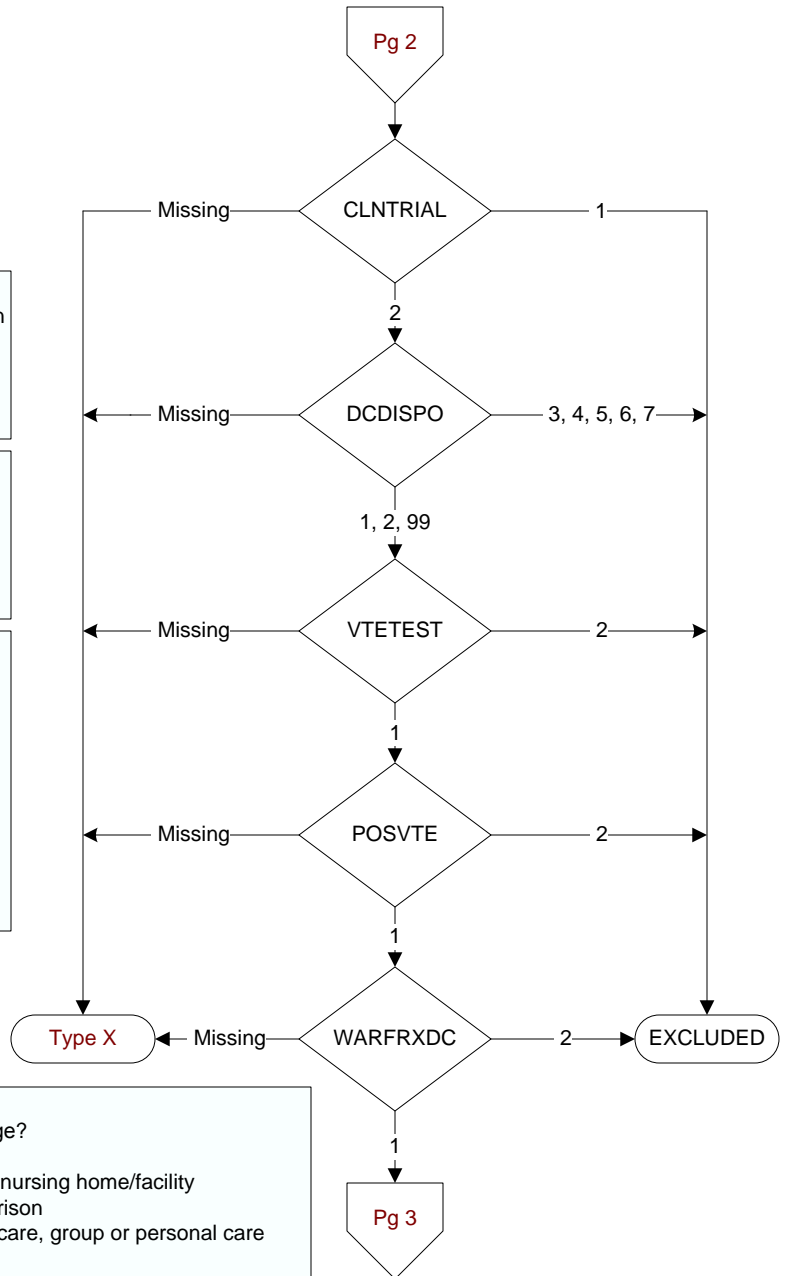 Pg 2
Missing CLNTRIAL 1
n
2
Missing DCDISPO 3, 4, 5, 6, 7
1, 2, 99
Missing VTETEST 2
1
Missing POSVTE 2
1
Type X Missing WARFRXDC 2 EXCLUDED
ge?
1
nursing home/facility
rison
care, group or personal care
Pg 3